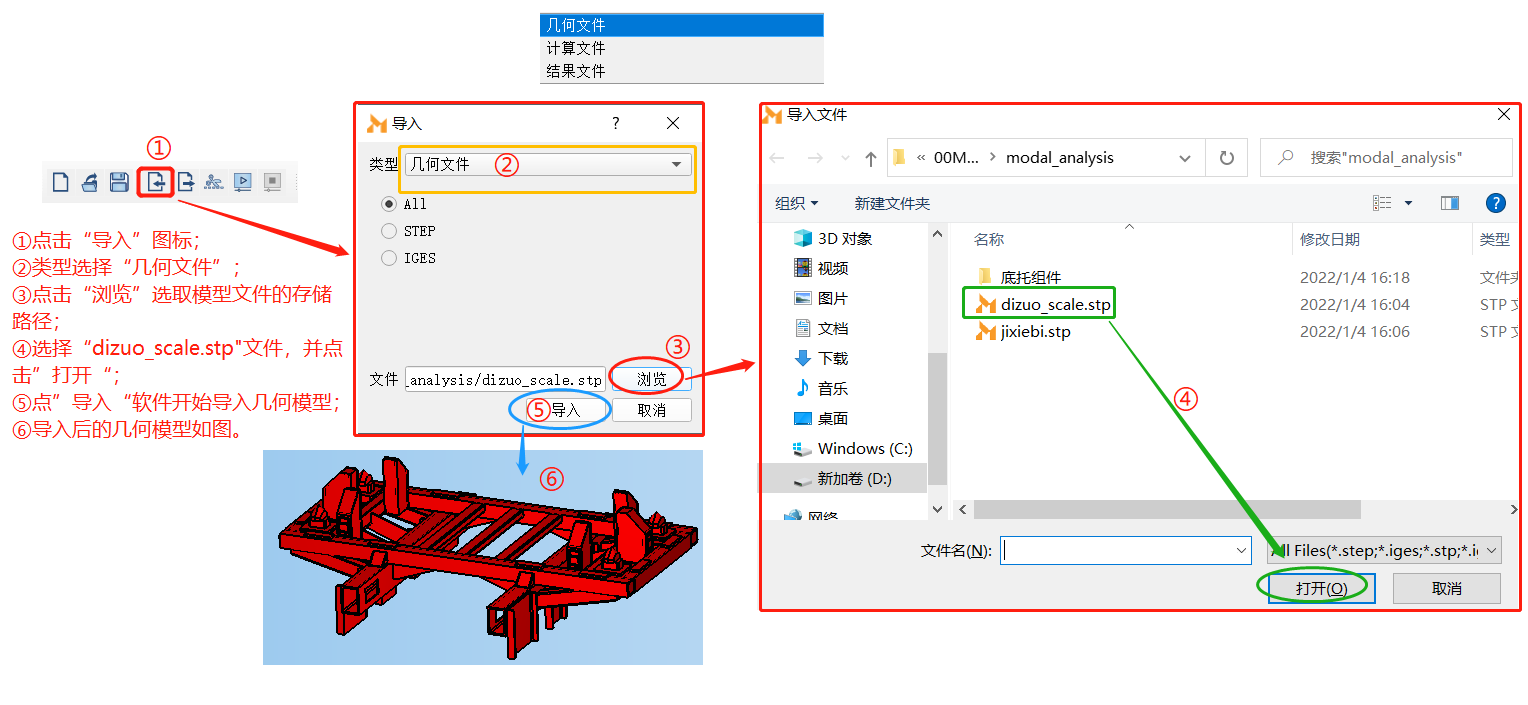 几何文件
计算文件
结果文件
①
①点击“导入”图标；
②类型选择“几何文件”；
③点击“浏览”选取模型文件的存储
路径；
④选择“dizuo_scale.stp"文件，并点
击”打开“；
⑤点”导入“软件开始导入几何模型；
⑥导入后的几何模型如图。
导入 ?
类型 几何文件 ②
All
STEP
IGES
③
文件 _analysis/dizuo_scale.stp 浏览
⑤导入 取消
⑥
导入文件
« 00M... › modal_analysis 搜索"modal_analysis"
组织 新建文件夹 ?
名称 修改日期 类型
3D 对象
视频
图片
文档
下载
音乐
桌面
Windows (C:)
新加卷 (D:)
网络
底托组件 2022/1/4 16:18 文件夹
dizuo_scale.stp 2022/1/4 16:04 STP
jixiebi.stp 2022/1/4 16:06 STP
④
文件名(N): All Files(*.step;*.iges;*.stp;*.i
打开(O) 取消